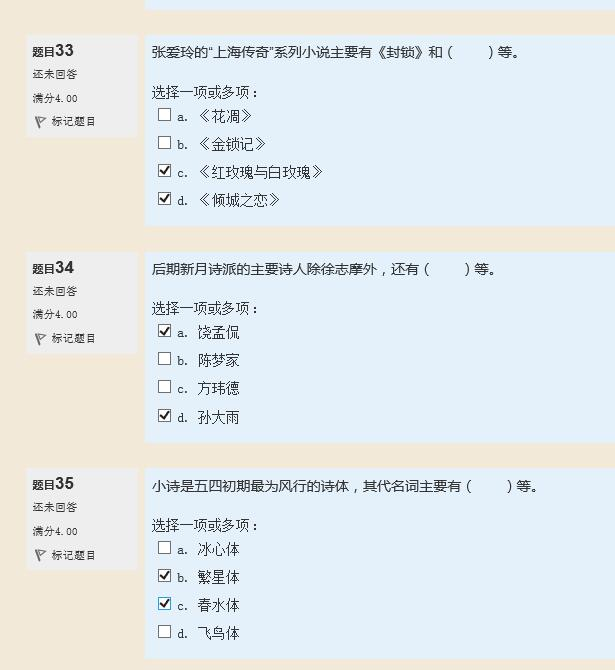 题目33
还未回答
满分4.00
标记题目
张爱玲的“上海传奇”系列小说主要有《封锁》和（　　）等。
选择一项或多项：
a. 《花凋》
b. 《金锁记》
c. 《红玫瑰与白玫瑰》
d. 《倾城之恋》
题目34
还未回答
满分4.00
标记题目
后期新月诗派的主要诗人除徐志摩外，还有（　　）等。
选择一项或多项：
a. 饶孟侃
b. 陈梦家
c. 方玮德
d. 孙大雨
题目35
还未回答
满分4.00
标记题目
小诗是五四初期最为风行的诗体，其代名词主要有（　　）等。
选择一项或多项：
a. 冰心体
b. 繁星体
c. 春水体
d. 飞鸟体